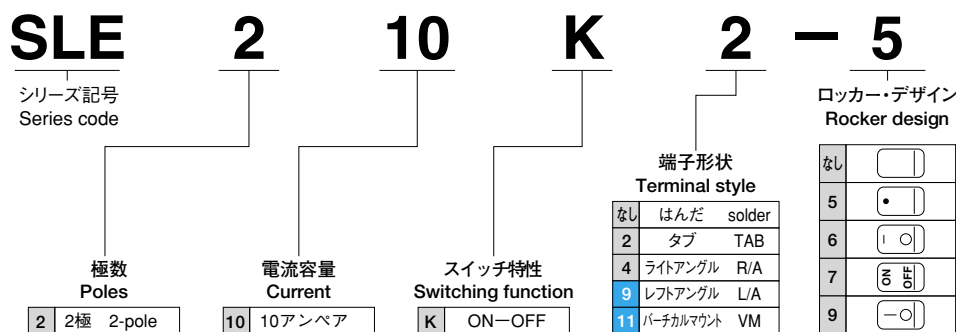 SLE 2 10 K 2 － 5
シリーズ記号
Series code
ロッカー・デザイン
Rocker design
端子形状
Terminal style
なし はんだ solder
2 タブ TAB
4 ライトアングル R/A
9 レフトアングル L/A
11 バーチカルマウント VM
なし
5
6 I O
7 ON OFF
9 －O
極数
Poles
2 2極 2-pole
電流容量
Current
10 10アンペア
スイッチ特性
Switching function
K ON－OFF